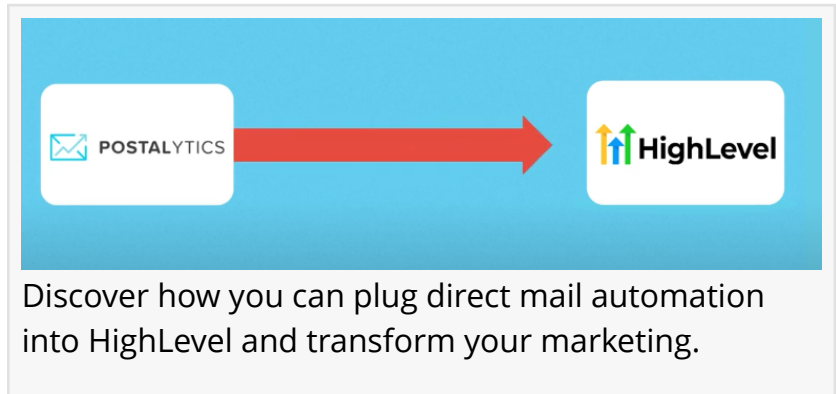 POSTALYTICS
HighLevel
Discover how you can plug direct mail automation
into HighLevel and transform your marketing.